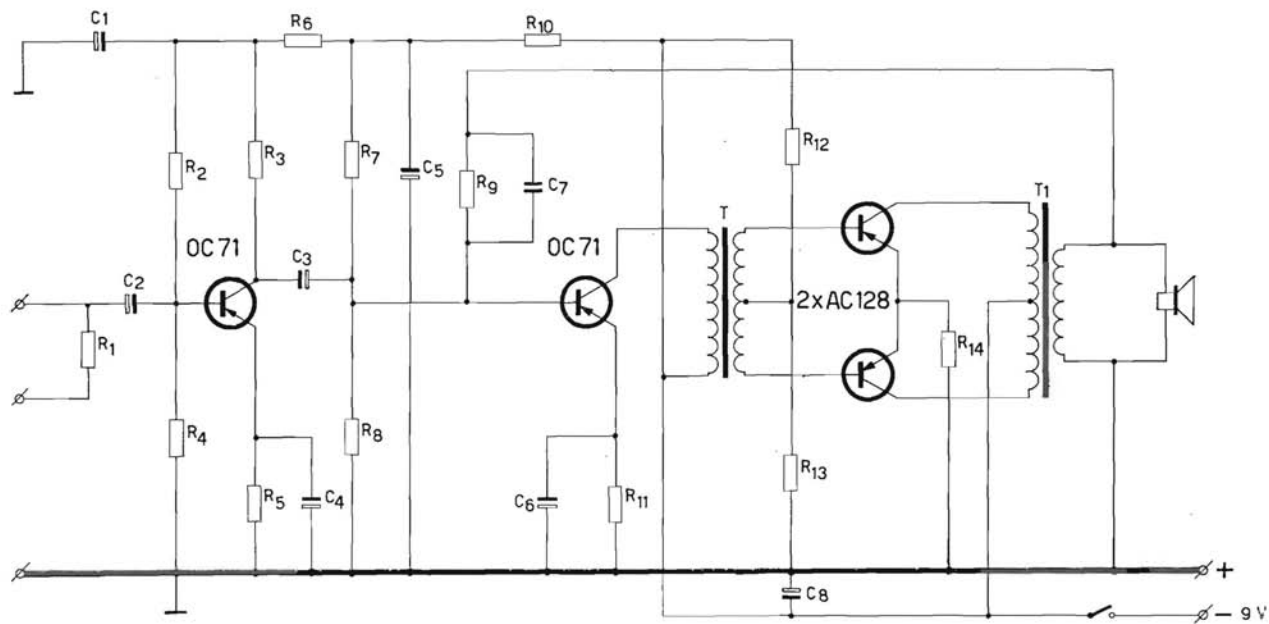 C1
R6
R10
R2
R3
R7
C5
R9
C7
R12
T
T1
OC71
OC71
C2
C3
2xAC128
R1
R14
R4
R8
R5
C4
C6
R11
R13
+
C8
− 9 V